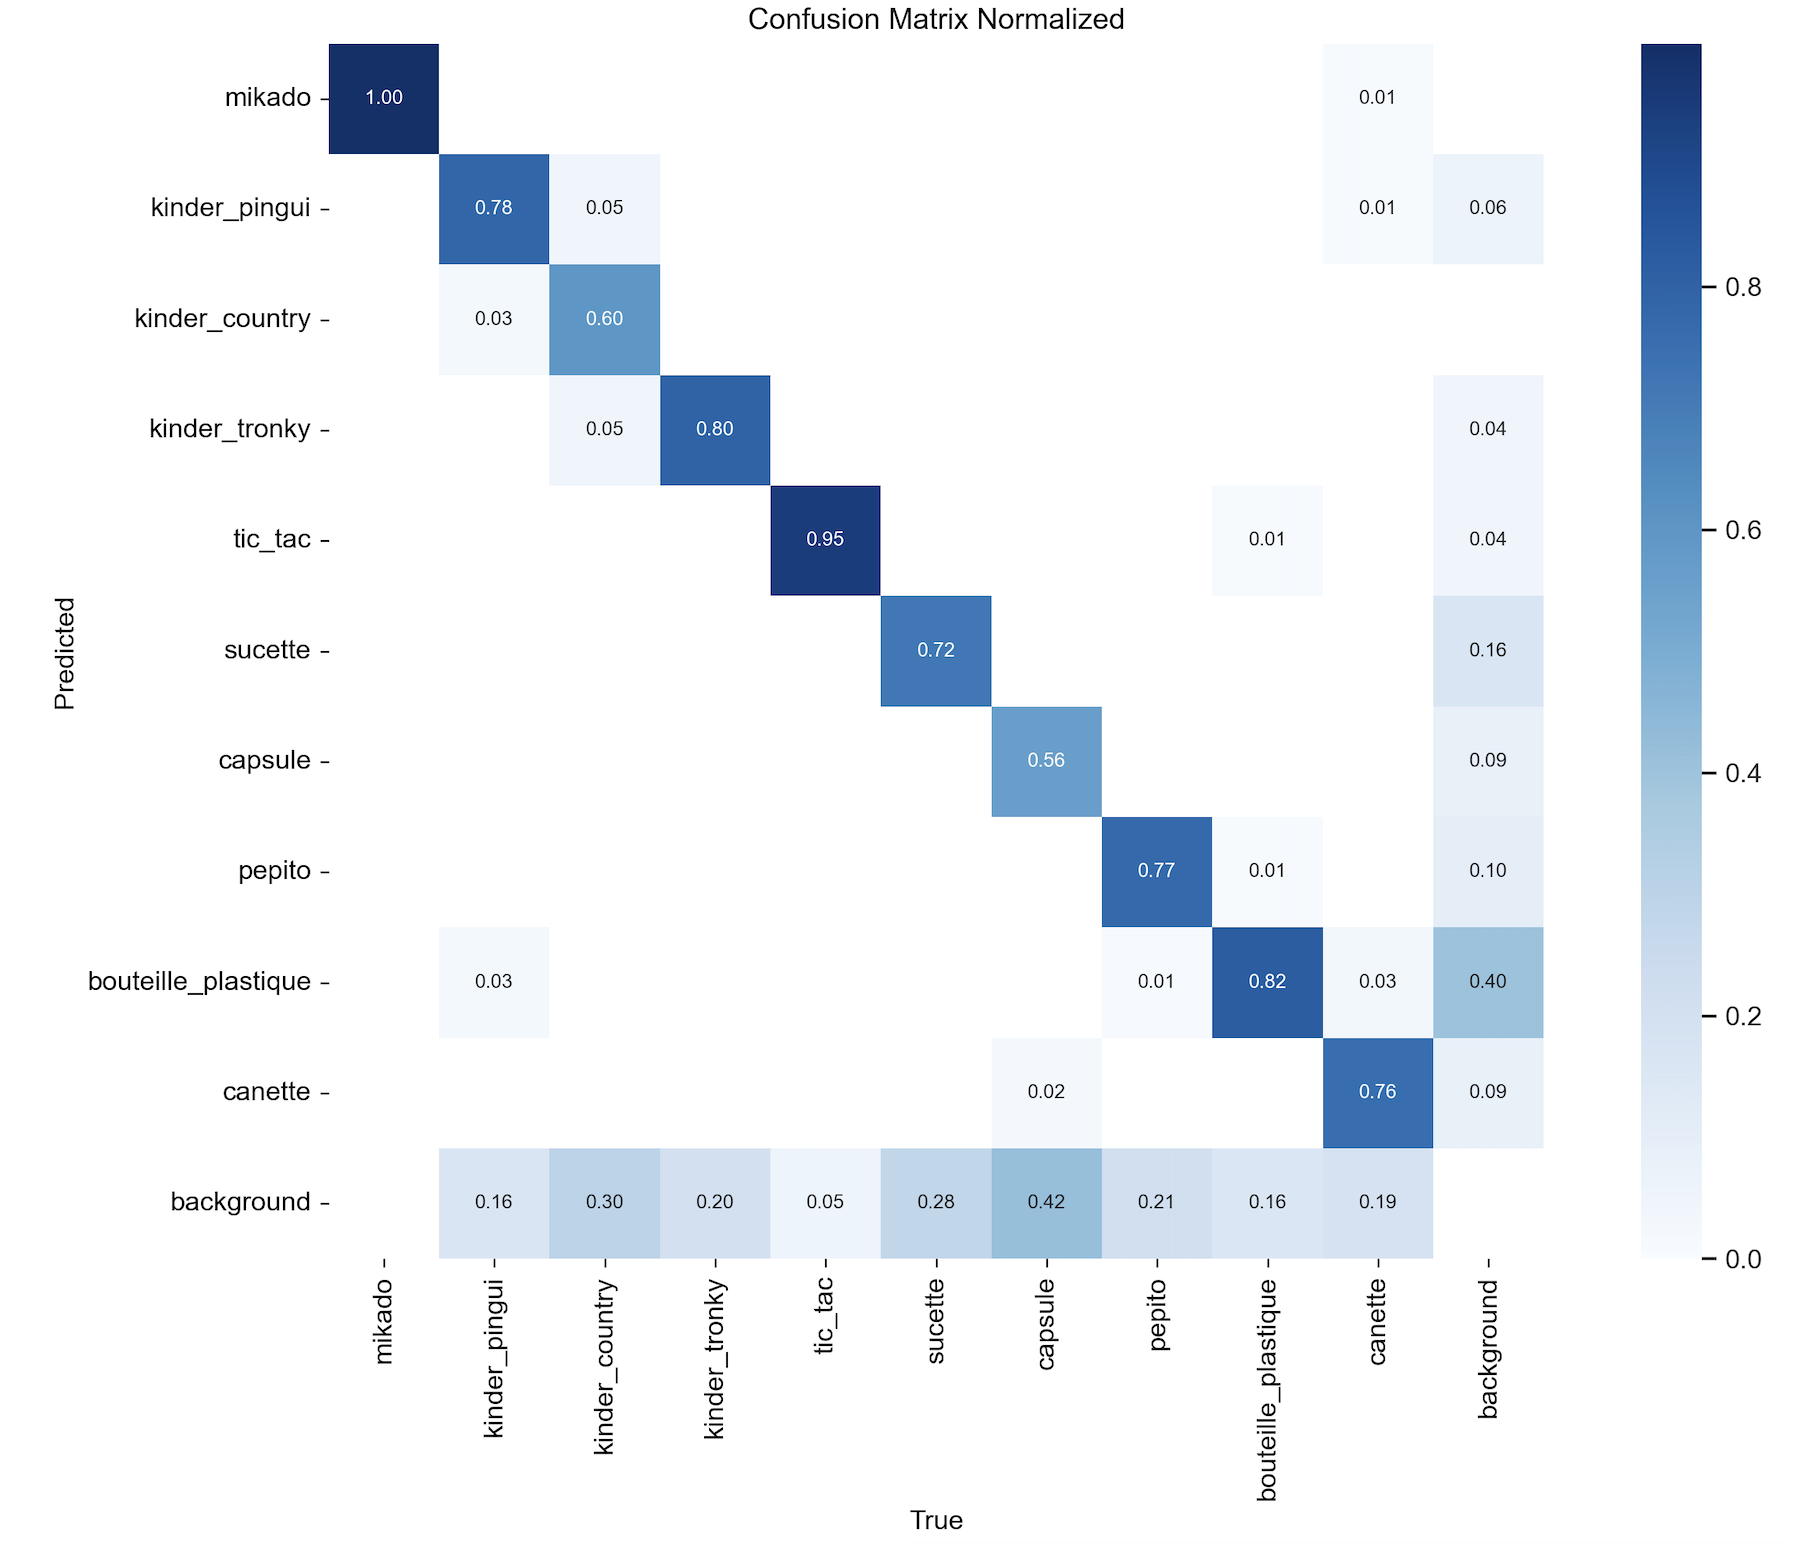 Confusion Matrix Normalized
mikado 1.00 0.01
kinder_pingui 0.78 0.05 0.01 0.06
kinder_country 0.03 0.60
kinder_tronky 0.05 0.80 0.04
tic_tac 0.95 0.01 0.04
sucette 0.72 0.16
capsule 0.56 0.09
pepito 0.77 0.01 0.10
bouteille_plastique 0.03 0.01 0.82 0.03 0.40
canette 0.02 0.76 0.09
background 0.16 0.30 0.20 0.05 0.28 0.42 0.21 0.16 0.19
Predicted
mikado
kinder_pingui
kinder_country
kinder_tronky
tic_tac
sucette
capsule
pepito
bouteille_plastique
canette
background
True
0.8
0.6
0.4
0.2
0.0